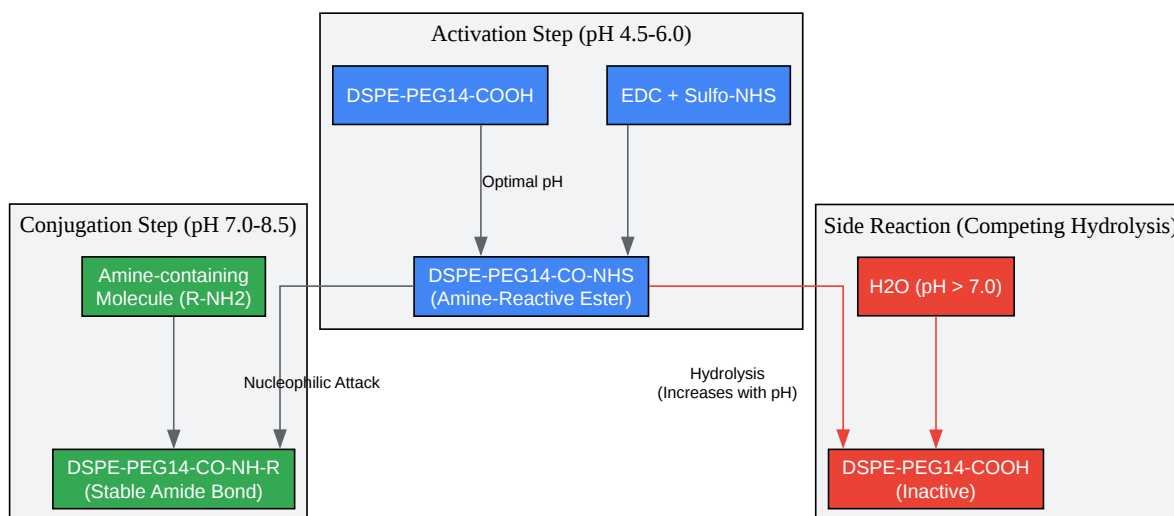 Activation Step (pH 4.5-6.0)
DSPE-PEG14-COOH
EDC + Sulfo-NHS
Optimal pH
DSPE-PEG14-CO-NHS
(Amine-Reactive Ester)
Conjugation Step (pH 7.0-8.5)
Amine-containing
Molecule (R-NH2)
Nucleophilic Attack
DSPE-PEG14-CO-NH-R
(Stable Amide Bond)
Side Reaction (Competing Hydrolysis)
H2O (pH > 7.0)
Hydrolysis
(Increases with pH)
DSPE-PEG14-COOH
(Inactive)